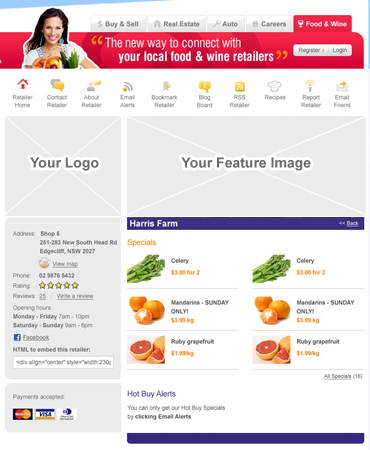 Buy & Sell
Real Estate
Auto
Careers
Food & Wine
“The new way to connect with
your local food & wine retailers”
Register
Login
Retailer Home
Contact Retailer
About Retailer
Email Alerts
Bookmark Retailer
Blog Board
RSS Retailer
Recipes
Report Retailer
Email Friend
Your Logo
Your Feature Image
Harris Farm
<< Back
Address: Shop 5
251-283 New South Head Rd
Edgecliff, NSW 2027
View map
Phone: 02 9876 5432
Rating:
Reviews: 25 : Write a review
Opening hours:
Monday - Friday 7am - 10pm
Saturday - Sunday 9am - 6pm
Facebook
HTML to embed this retailer:
<div align="center" style="width:230p
Payments accepted:
VISA
Specials
Celery
$3.00 for 2
Celery
$3.00 for 2
Mandarins - SUNDAY
ONLY!
$3.99/kg
Mandarins - SUNDAY
ONLY!
$3.99/kg
Ruby grapefruit
$1.99/kg
Ruby grapefruit
$1.99/kg
All Specials (16)
Hot Buy Alerts
You can only get our Hot Buy Specials
by clicking Email Alerts